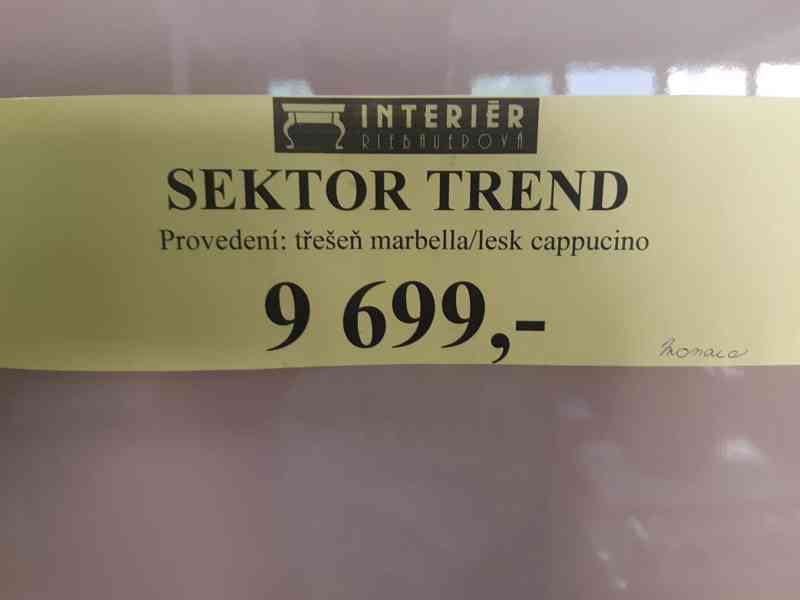 INTERIÉR
RIEBAUEROVÁ
SEKTOR TREND
Provedení: třešeň marbella/lesk cappucino
9 699,-
Monaco